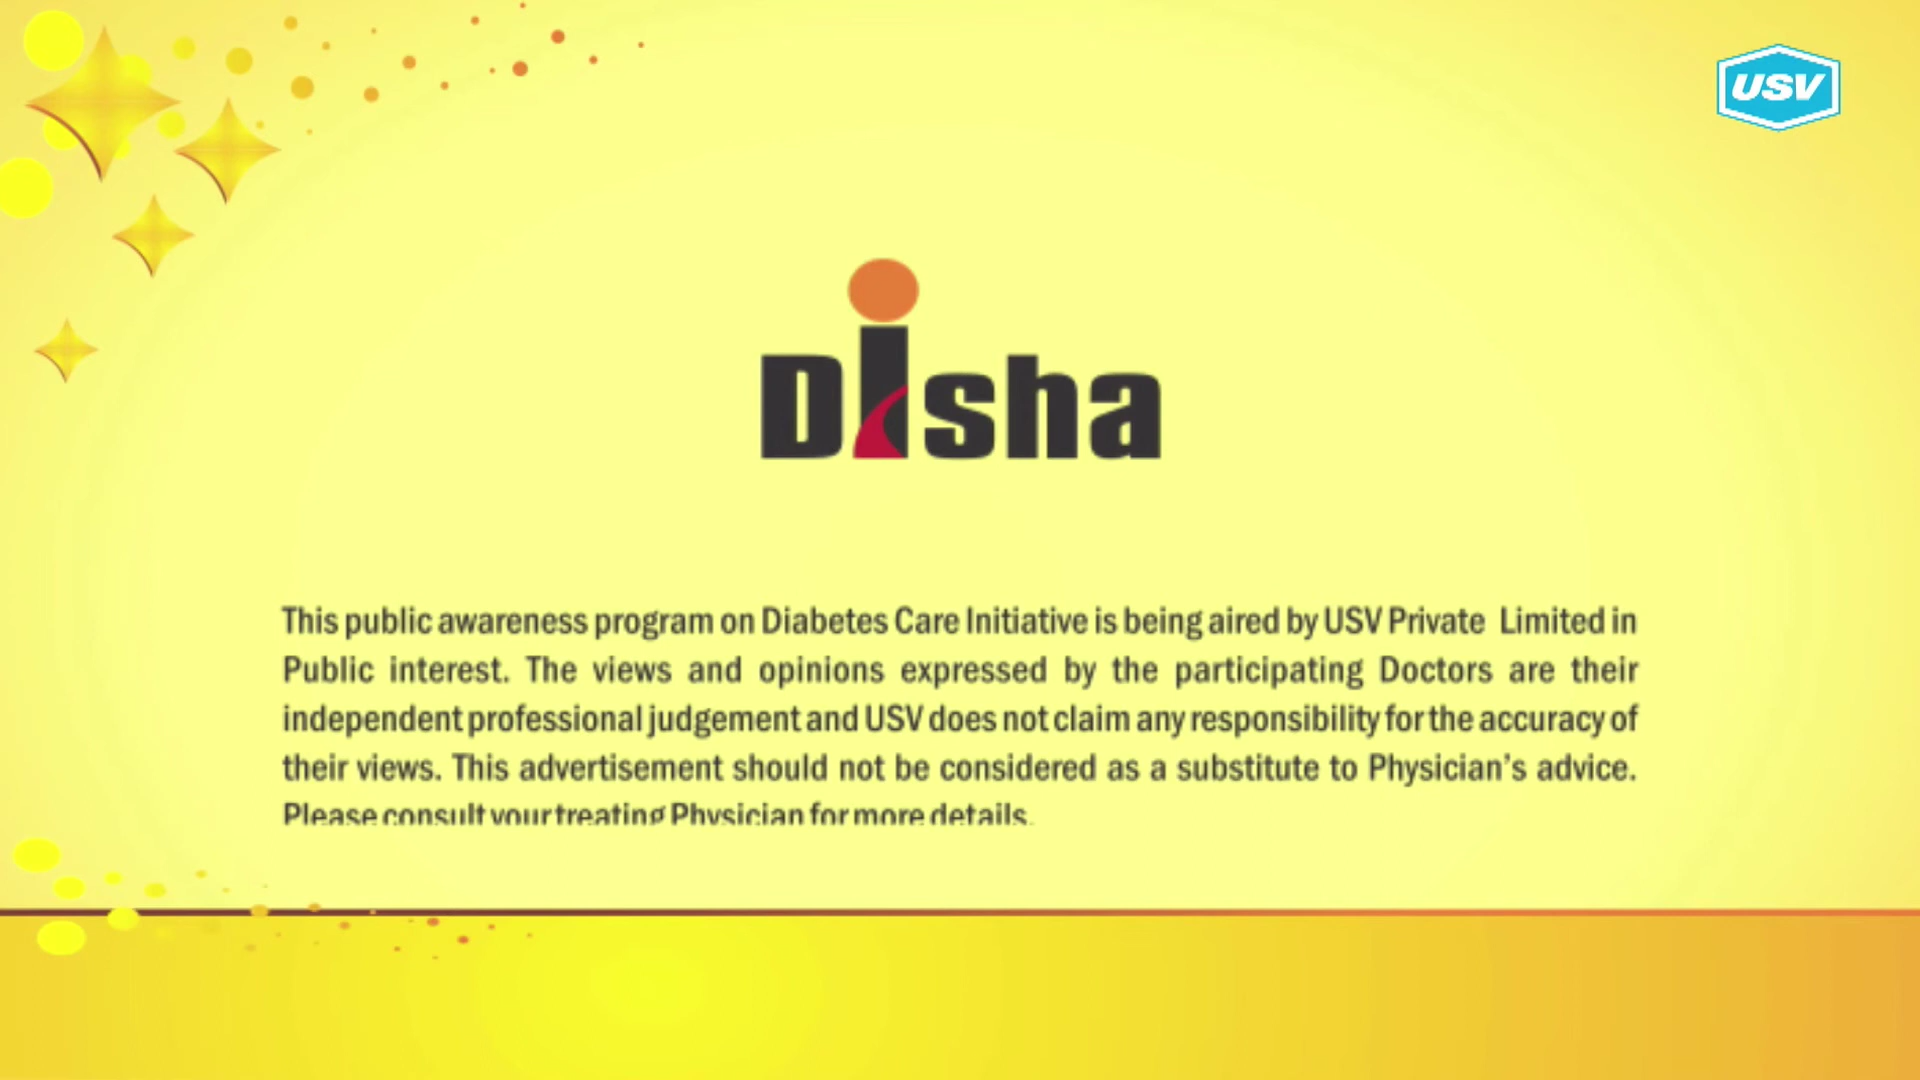 USV
Disha
This public awareness program on Diabetes Care Initiative is being aired by USV Private Limited in
Public interest. The views and opinions expressed by the participating Doctors are their
independent professional judgement and USV does not claim any responsibility for the accuracy of
their views. This advertisement should not be considered as a substitute to Physician's advice.
Please consult your treating Physician for more details.